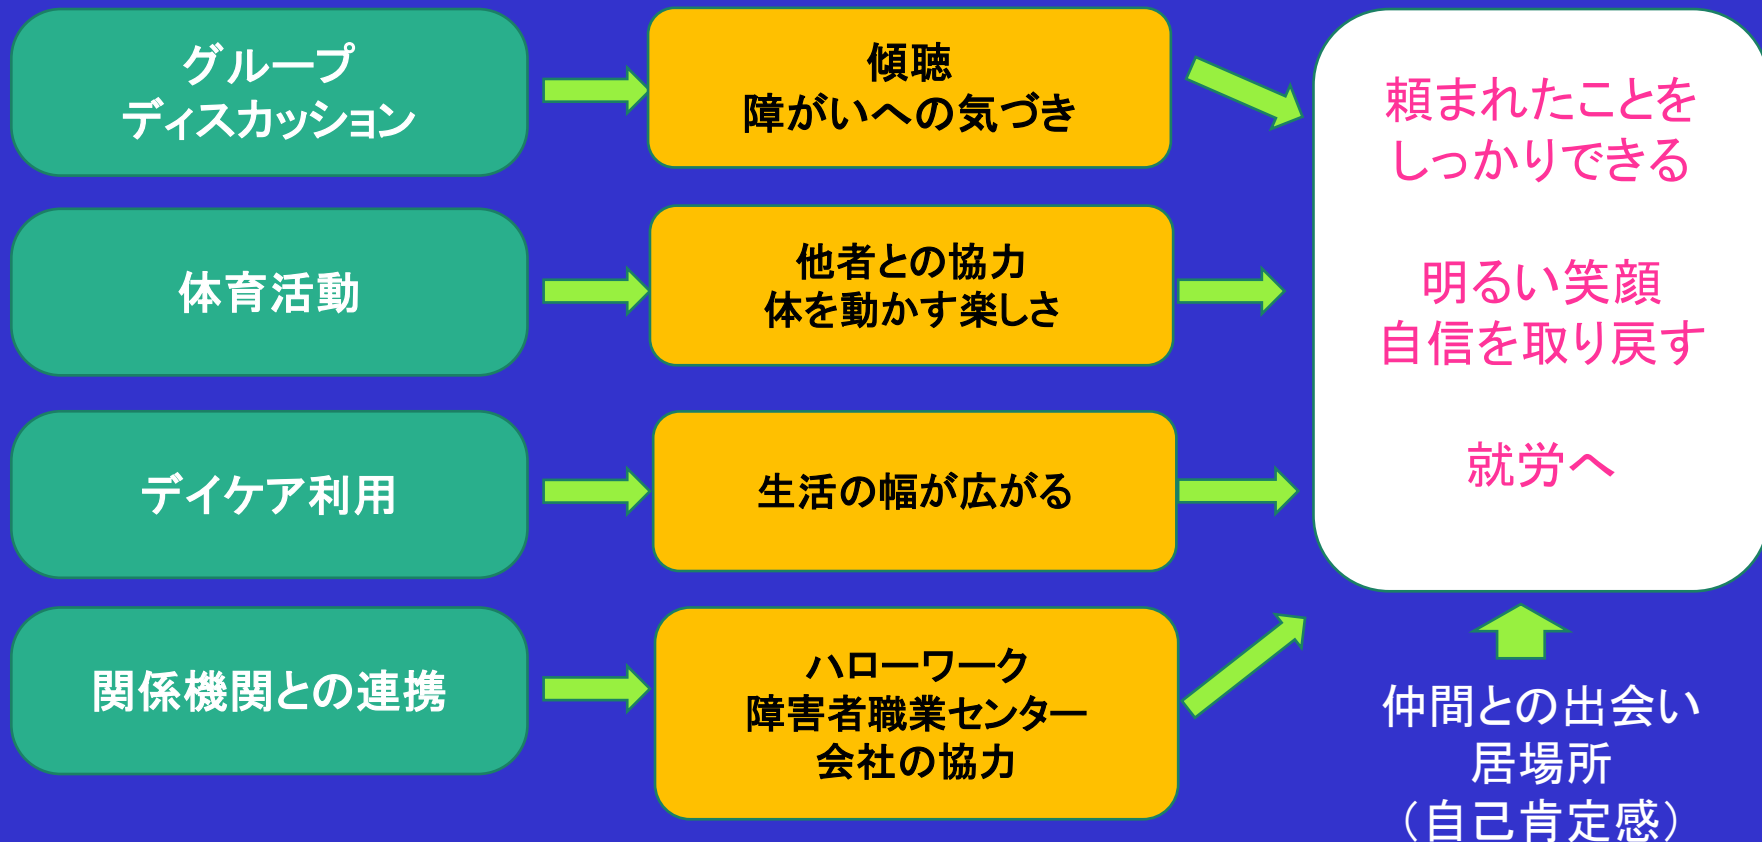 グループ
ディスカッション
傾聴
障がいへの気づき
頼まれたことを
しっかりできる
明るい笑顔
自信を取り戻す
就労へ
体育活動
他者との協力
体を動かす楽しさ
デイケア利用
生活の幅が広がる
関係機関との連携
ハローワーク
障害者職業センター
会社の協力
仲間との出会い
居場所
（自己肯定感）